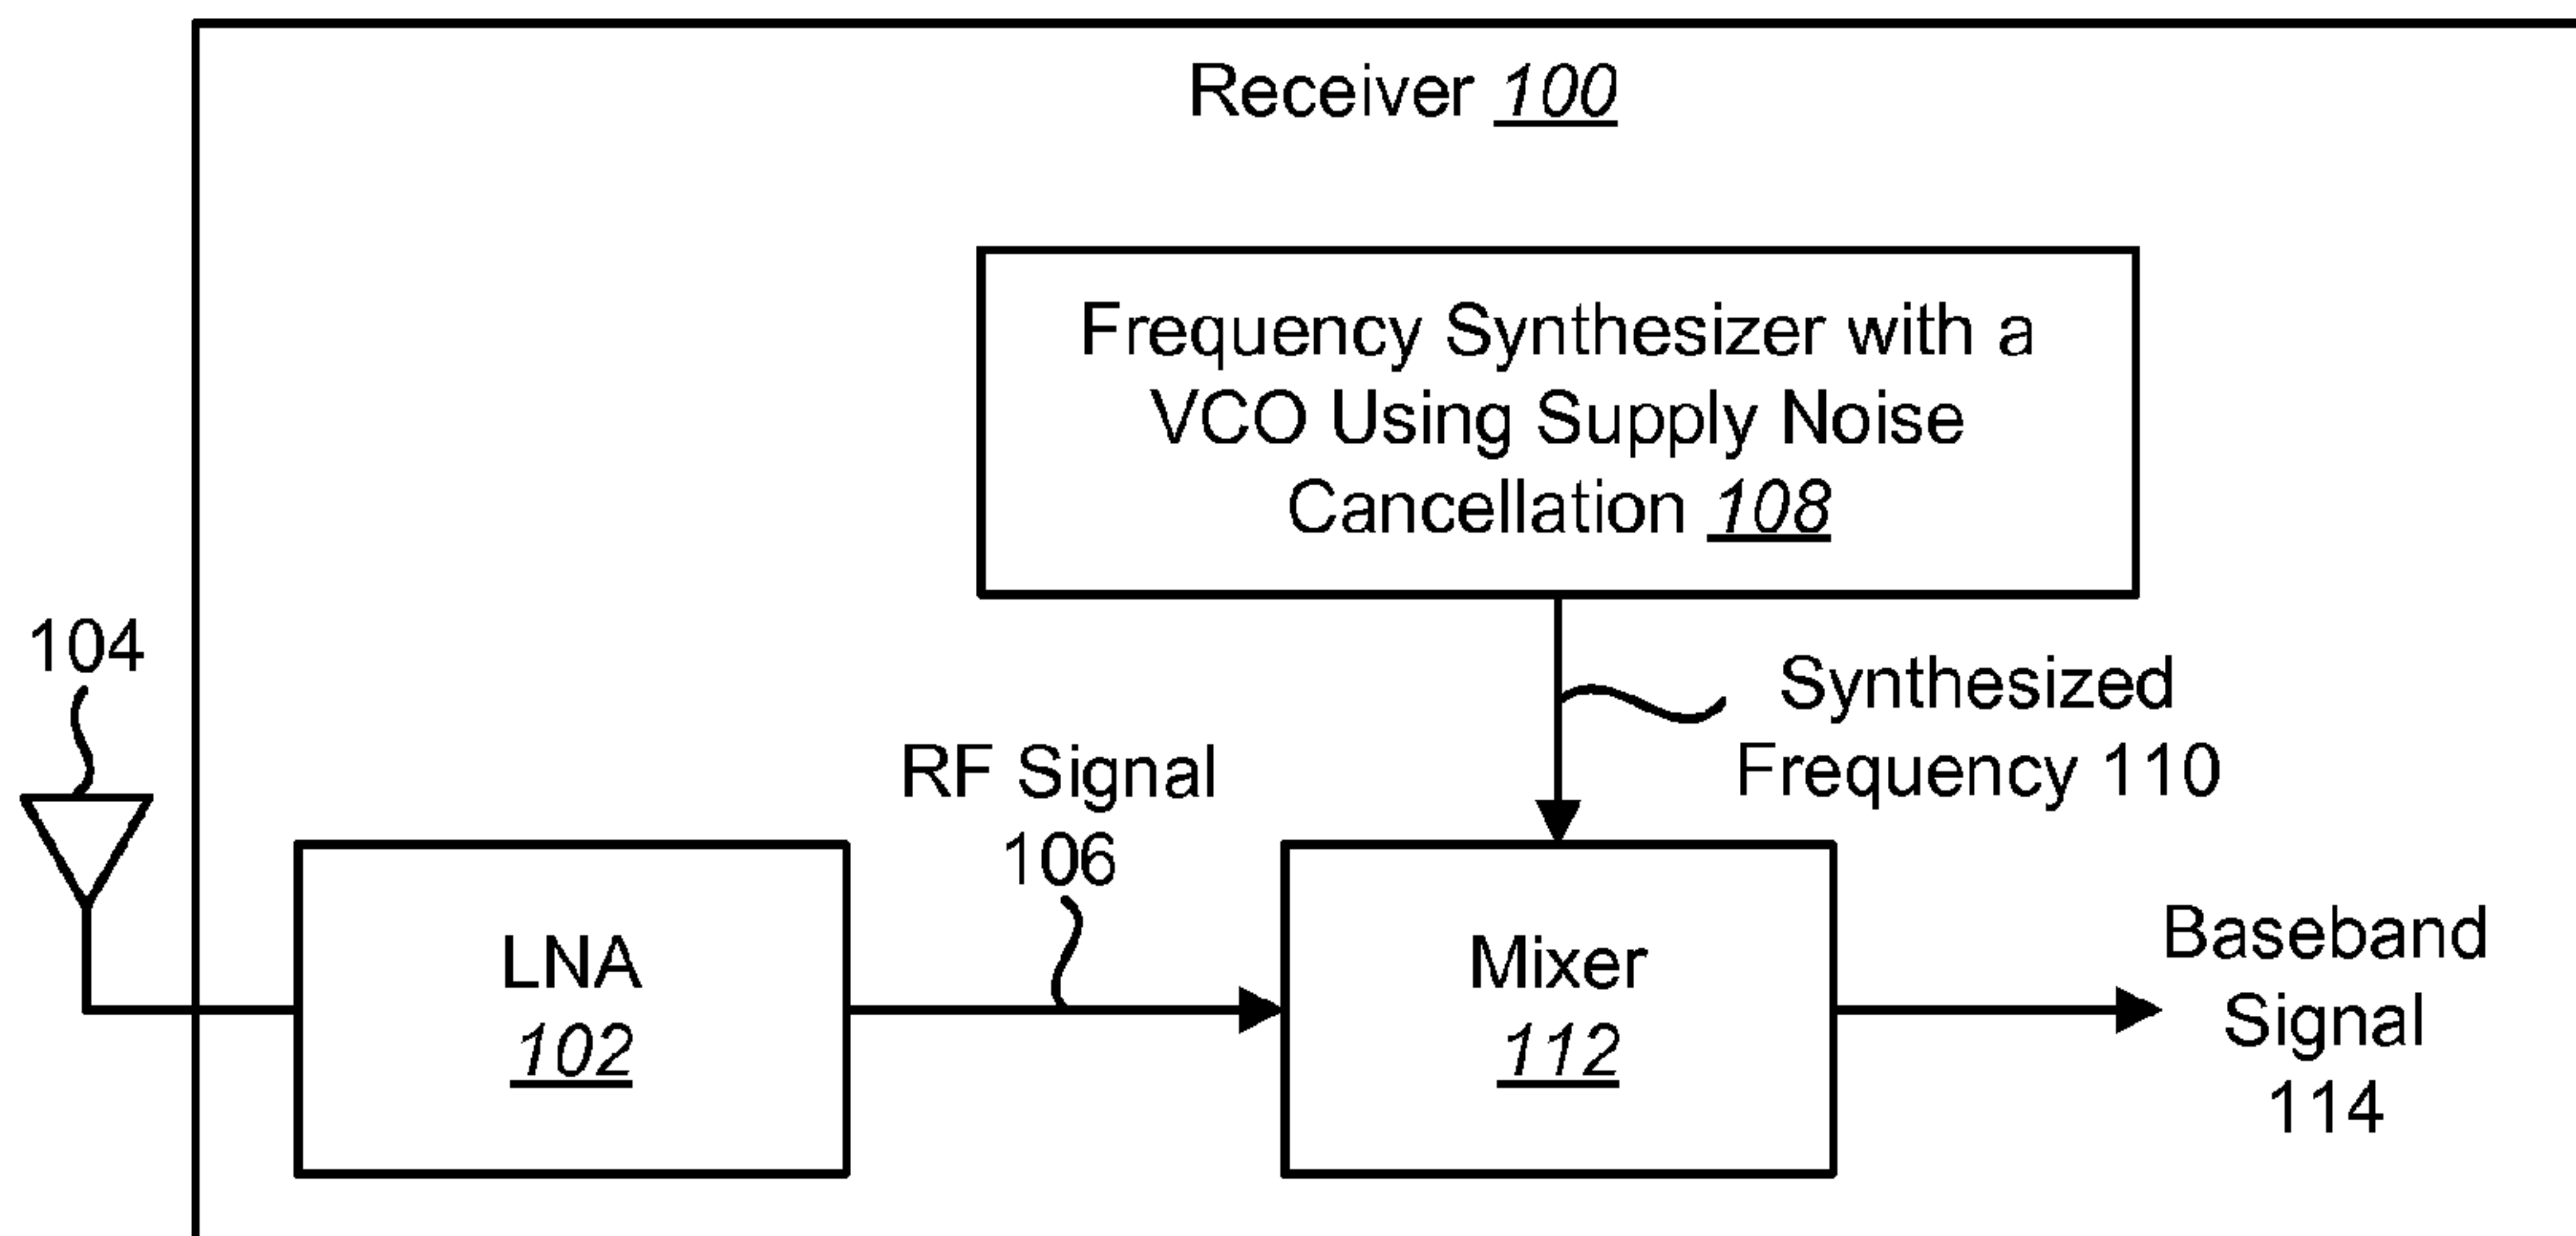 Receiver 100
Frequency Synthesizer with a
VCO Using Supply Noise
Cancellation 108
104
Synthesized
Frequency 110
RF Signal
106
LNA
102
Mixer
112
Baseband
Signal
114